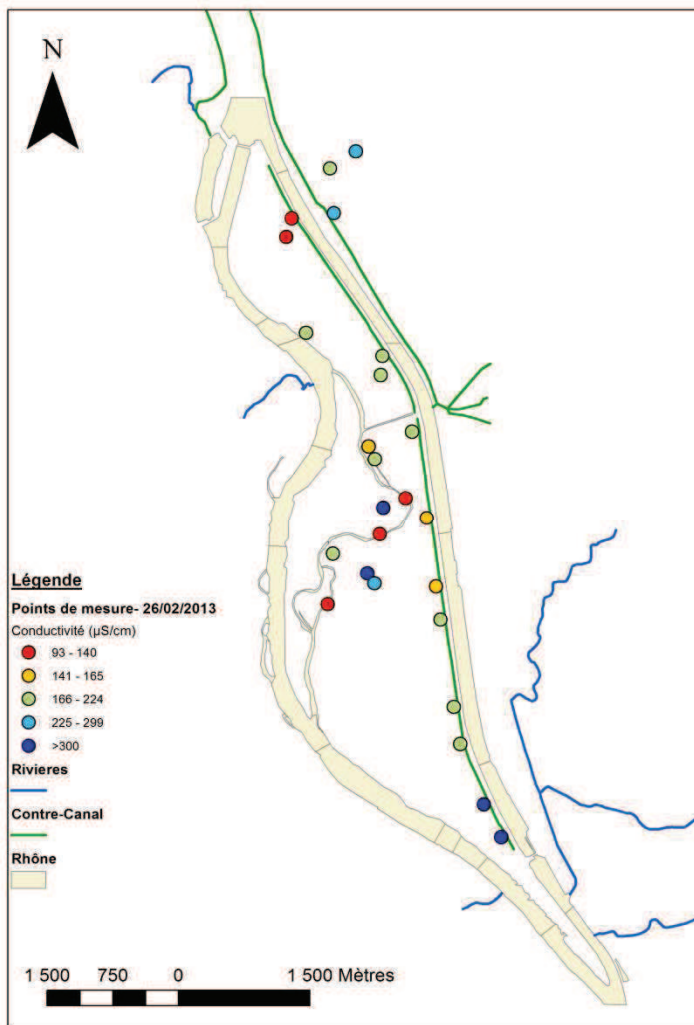 N
Légende
Points de mesure- 26/02/2013
Conductivité (µS/cm)
93 - 140
141 - 165
166 - 224
225 - 299
>300
Rivieres
Contre-Canal
Rhône
1 500 750 0 1 500 Mètres